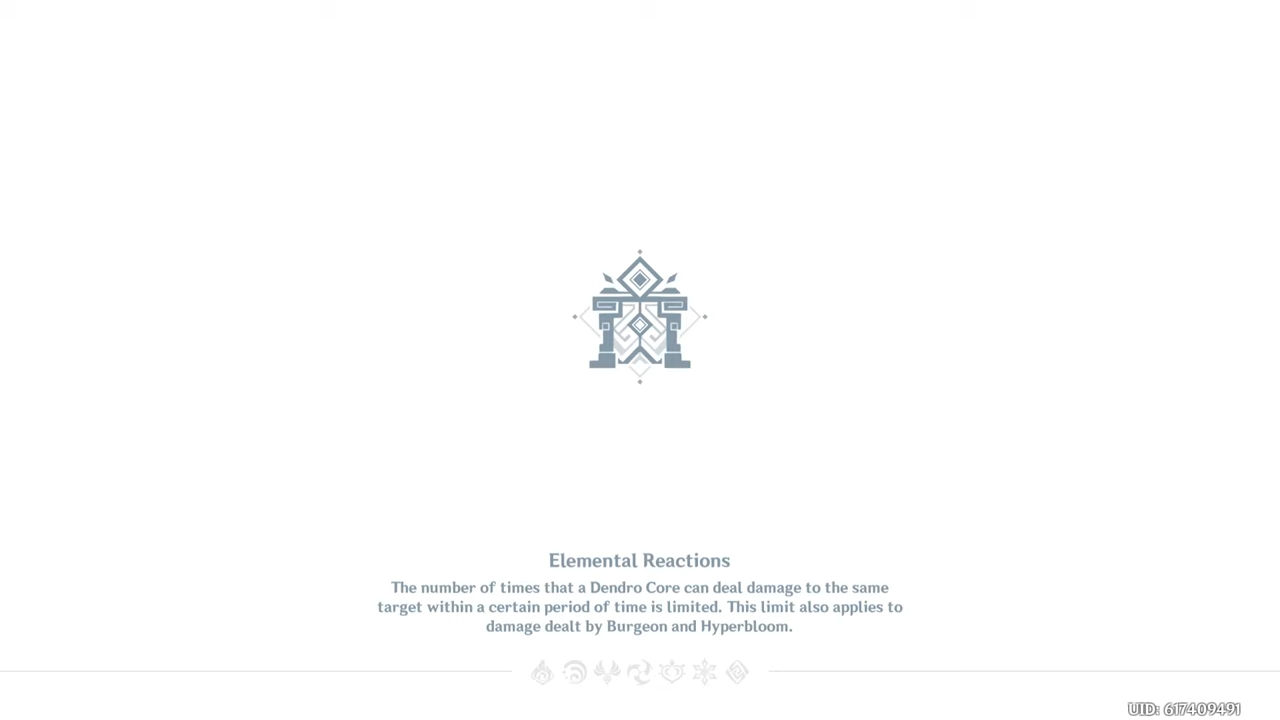 Elemental Reactions
The number of times that a Dendro Core can deal damage to the same
target within a certain period of time is limited. This limit also applies to
damage dealt by Burgeon and Hyperbloom.
UID: 617409491